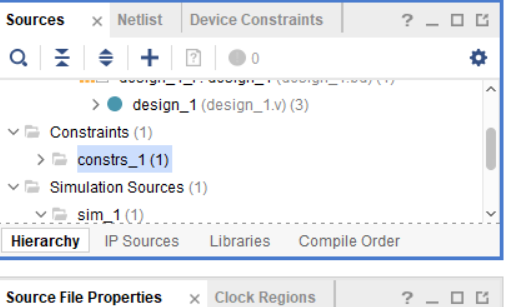 Sources × Netlist Device Constraints ? _
+ ? 0
design_1 (design_1.v) (3)
Constraints (1)
constrs_1 (1)
Simulation Sources (1)
sim_1 (1)
Hierarchy IP Sources Libraries Compile Order
Source File Properties × Clock Regions ? _